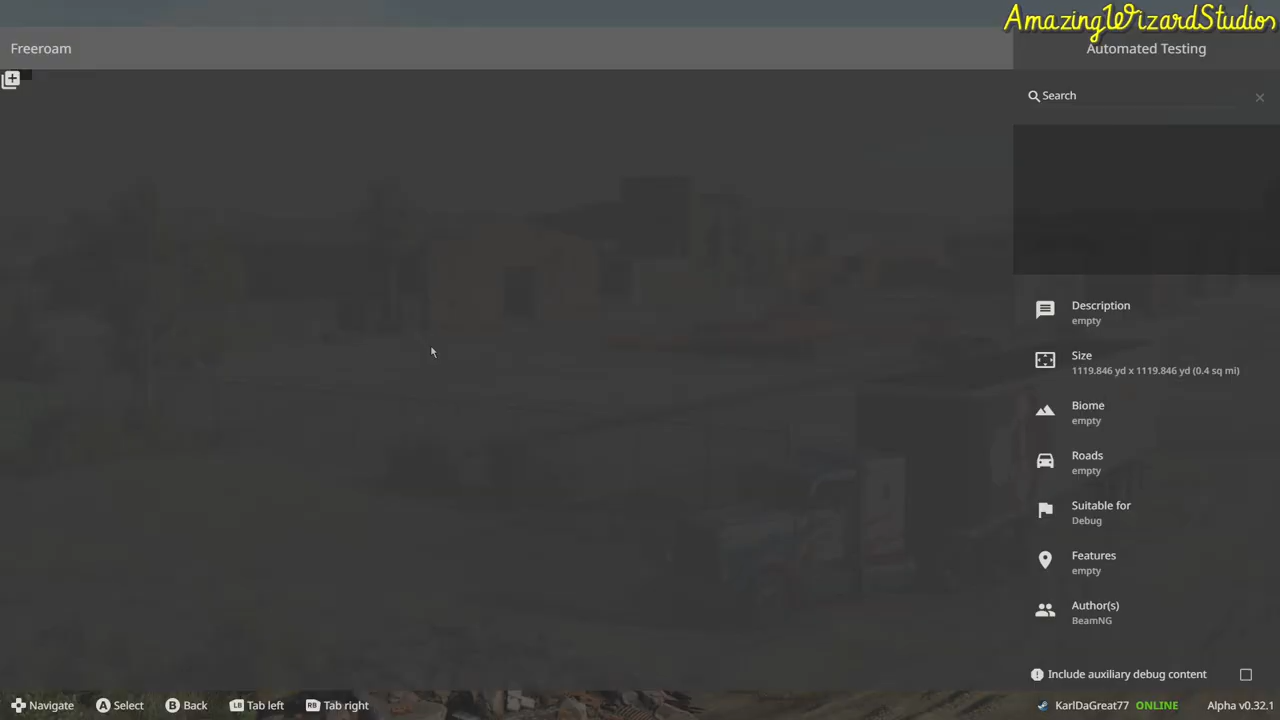 AmazingWizardStudios
Freeroam
Automated Testing
Search
Description
empty
Size
1119.846 yd x 1119.846 yd (0.4 sq mi)
Biome
empty
Roads
empty
Suitable for
Debug
Features
empty
Author(s)
BeamNG
Include auxiliary debug content
Navigate A Select B Back LB Tab left RB Tab right KarlDaGreat77 ONLINE Alpha v0.32.1